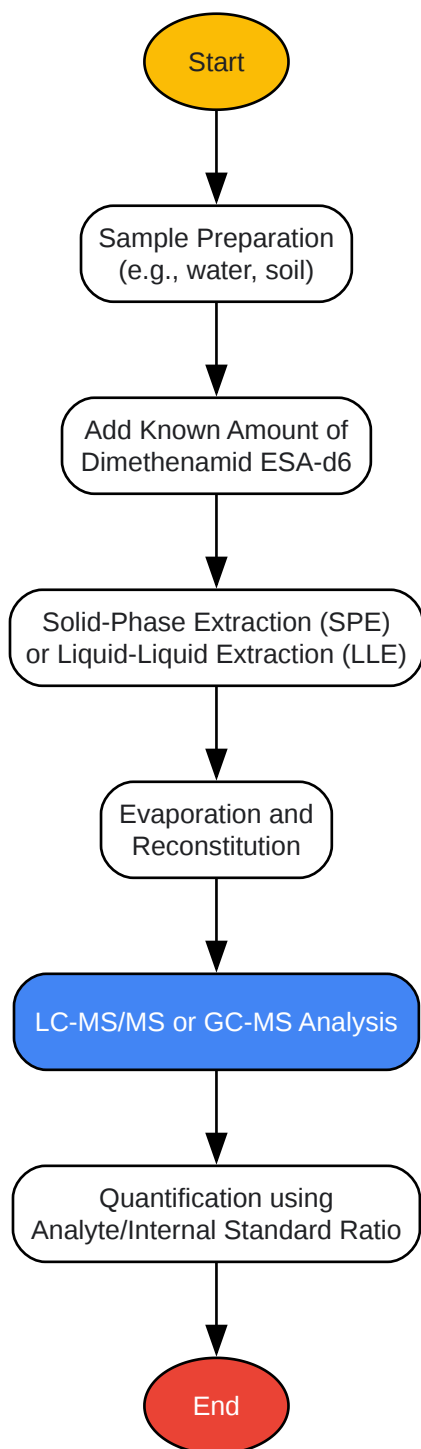 Start
Sample Preparation
(e.g., water, soil)
Add Known Amount of
Dimethenamid ESA-d6
Solid-Phase Extraction (SPE)
or Liquid-Liquid Extraction (LLE)
Evaporation and
Reconstitution
LC-MS/MS or GC-MS Analysis
Quantification using
Analyte/Internal Standard Ratio
End